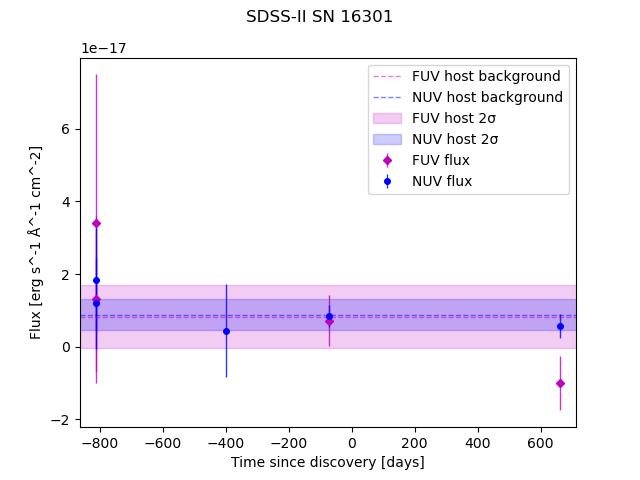 SDSS-II SN 16301
1e−17
FUV host background
NUV host background
FUV host 2σ
NUV host 2σ
FUV flux
NUV flux
6
4
2
0
−2
Flux [erg s^-1 Å^-1 cm^-2]
−800 −600 −400 −200 0 200 400 600
Time since discovery [days]